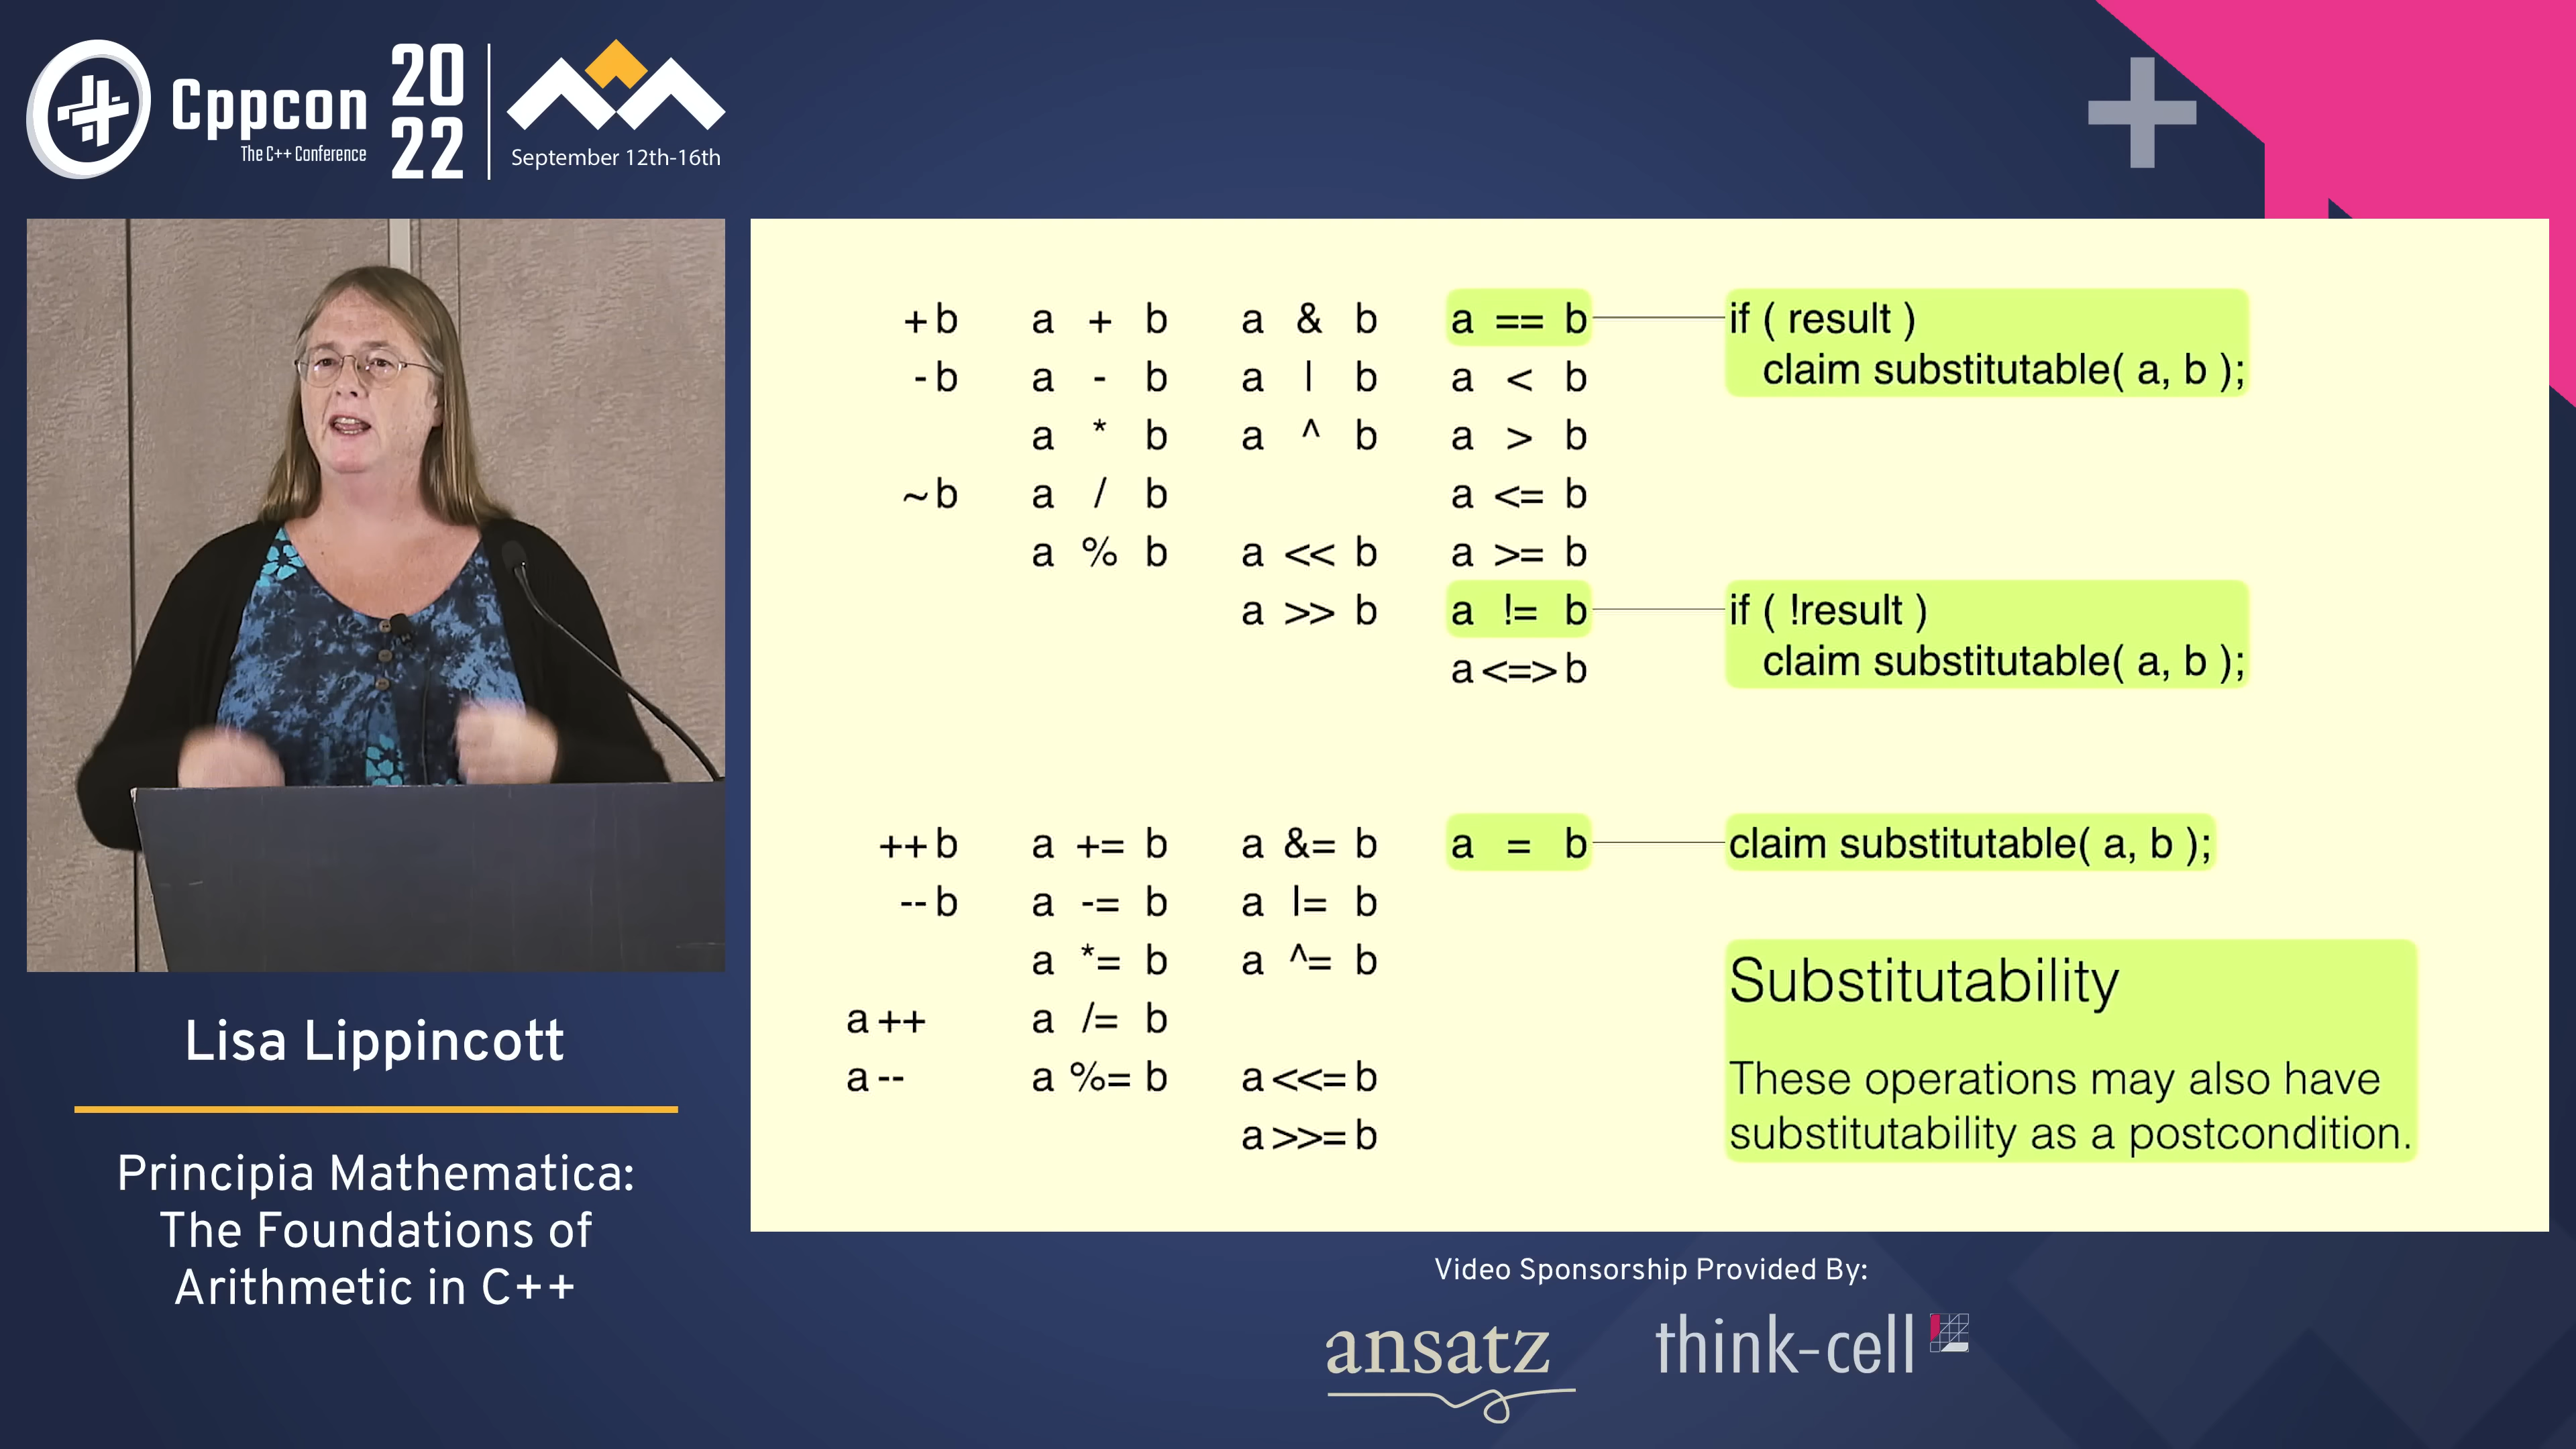 Cppcon
The C++ Conference
20
22
September 12th-16th
+b a + b a & b a == b if ( result )
claim substitutable( a, b );
-b a - b a | b a < b
a * b a ^ b a > b
~b a / b a <= b
a % b a << b a >= b
a >> b a != b if ( !result )
claim substitutable( a, b );
a<=>b
++b a += b a &= b a = b claim substitutable( a, b );
--b a -= b a |= b
a *= b a ^= b
a++ a /= b
a-- a %= b a<<=b
a>>=b
Substitutability
These operations may also have
substitutability as a postcondition.
Lisa Lippincott
Principia Mathematica:
The Foundations of
Arithmetic in C++
Video Sponsorship Provided By:
ansatz
think-cell